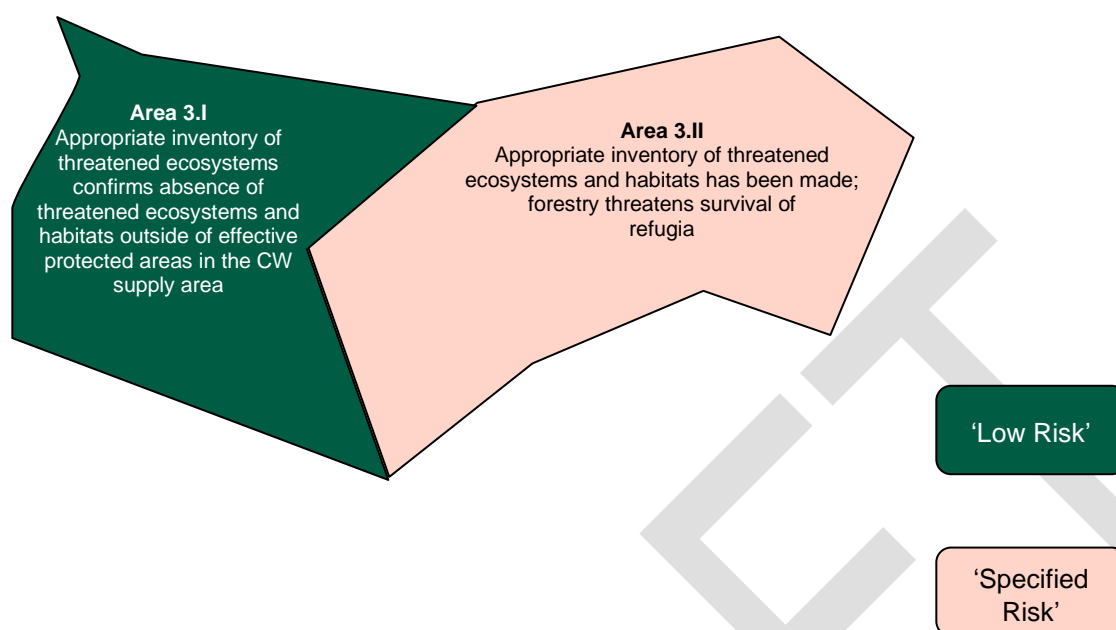 Area 3.I
Appropriate inventory of
threatened ecosystems
confirms absence of
threatened ecosystems and
habitats outside of effective
protected areas in the CW
supply area
Area 3.II
Appropriate inventory of threatened
ecosystems and habitats has been made;
forestry threatens survival of
refugia
‘Low Risk’
‘Specified
Risk’